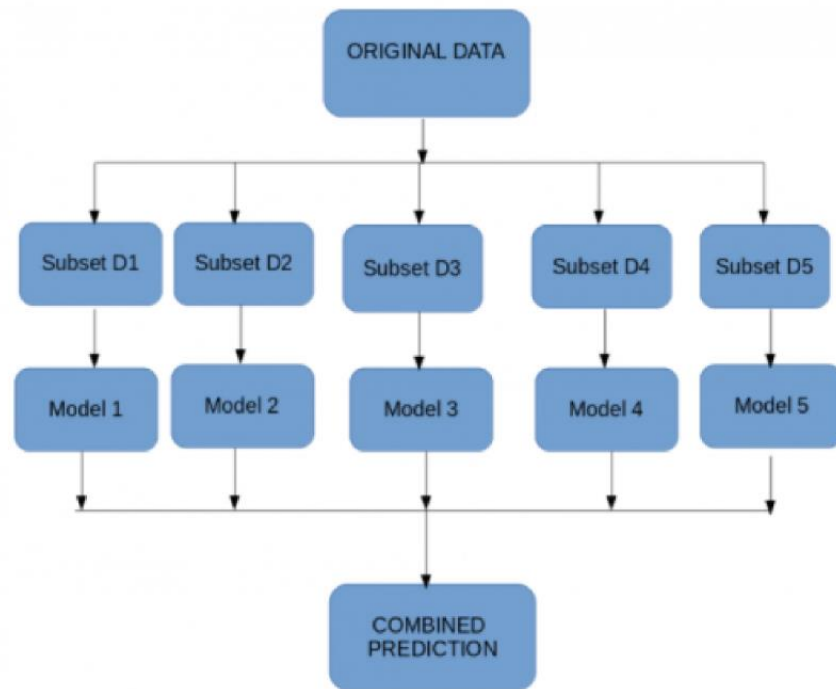 ORIGINAL DATA
Subset D1
Subset D2
Subset D3
Subset D4
Subset D5
Model 1
Model 2
Model 3
Model 4
Model 5
COMBINED
PREDICTION